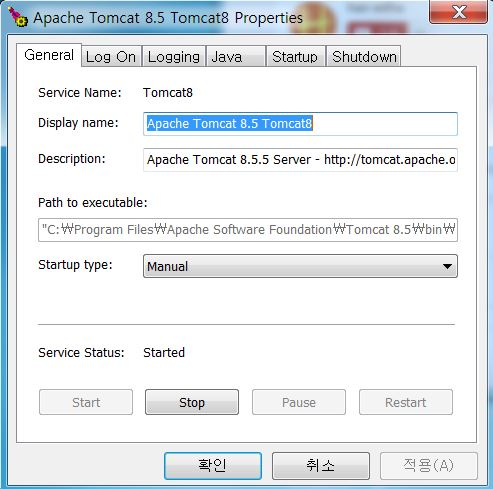 Apache Tomcat 8.5 Tomcat8 Properties
General Log On Logging Java Startup Shutdown
Service Name: Tomcat8
Display name: Apache Tomcat 8.5 Tomcat8
Description: Apache Tomcat 8.5.5 Server - http://tomcat.apache.o
Path to executable:
"C:₩Program Files₩Apache Software Foundation₩Tomcat 8.5₩bin₩
Startup type: Manual
Service Status: Started
Start Stop Pause Restart
확인 취소 적용(A)